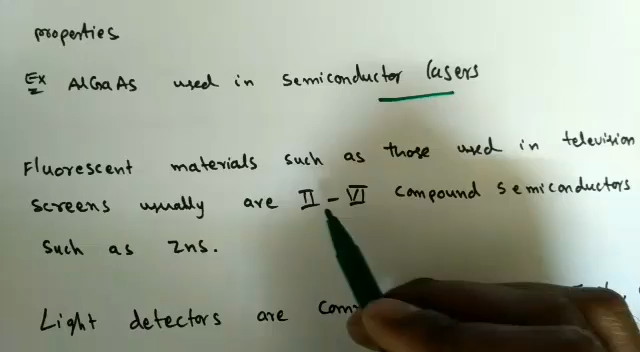 properties
Ex AlGaAs used in semiconductor lasers
Fluorescent materials such as those used in television
screens usually are II - VI compound semiconductors
such as Zns.
Light detectors are